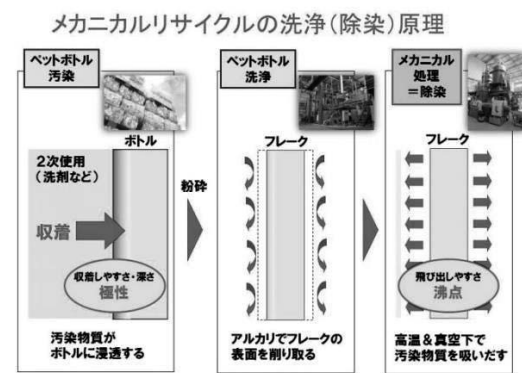 メカニカルリサイクルの洗浄(除染)原理
ペットボトル
汚染
ボトル
2次使用
(洗剤など)
収着
収着しやすさ・深さ
極性
汚染物質が
ボトルに浸透する
粉砕
ペットボトル
洗浄
フレーク
アルカリでフレークの
表面を削り取る
メカニカル
処理
=除染
フレーク
飛び出しやすさ
沸点
高温&真空下で
汚染物質を吸いだす